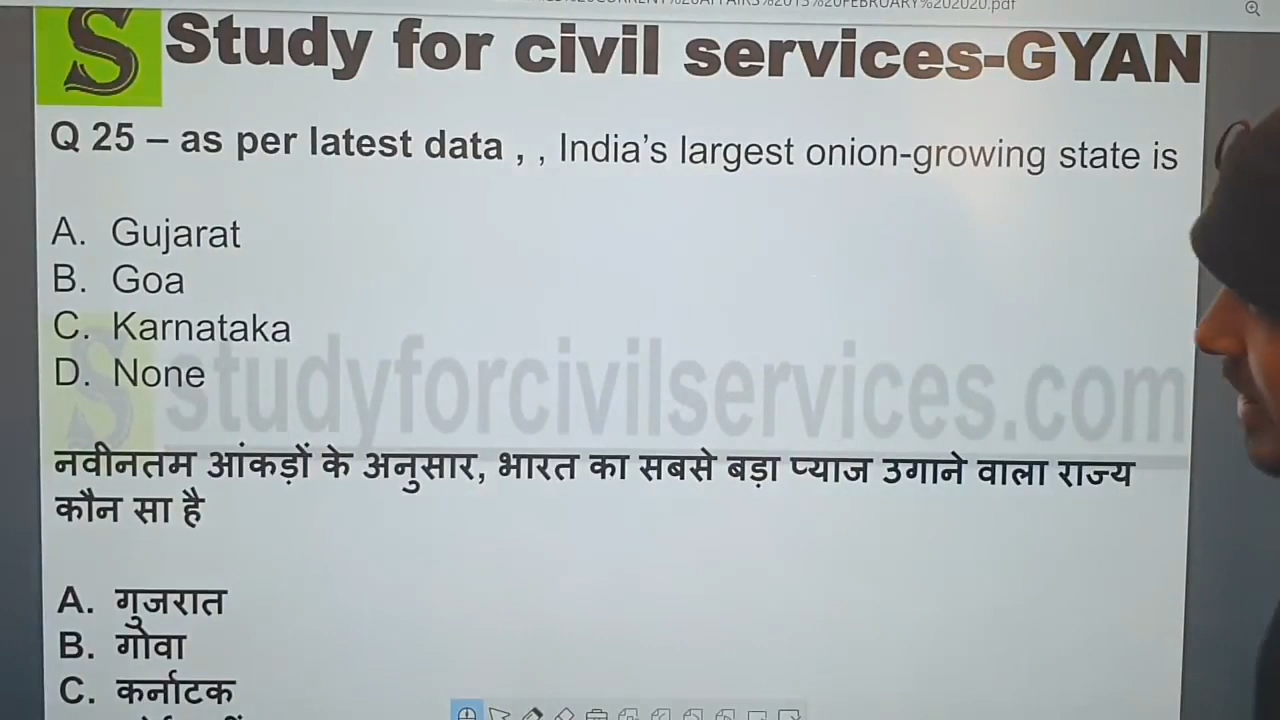 S Study for civil services-GYAN
Q 25 – as per latest data , , India's largest onion-growing state is
A. Gujarat
B. Goa
C. Karnataka
D. None
studyforcivilservices.com
नवीनतम आंकड़ों के अनुसार, भारत का सबसे बड़ा प्याज उगाने वाला राज्य
कौन सा है
A. गुजरात
B. गोवा
C. कर्नाटक